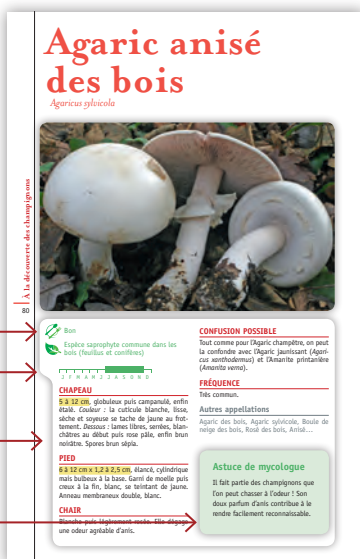 Agaric anisé
des bois
Agaricus sylvicola
À la découverte des champignons
80
Bon
Espèce saprophyte commune dans les
bois (feuillus et conifères)
J F M A M J J A S O N D
CHAPEAU
5 à 12 cm, globuleux puis campanulé, enfin
étalé. Couleur : la cuticule blanche, lisse,
sèche et soyeuse se tache de jaune au frot-
tement. Dessous : lames libres, serrées, blan-
châtres au début puis rose pâle, enfin brun
noirâtre. Spores brun sépia.
PIED
6 à 12 cm x 1,2 à 2,5 cm, élancé, cylindrique
mais bulbeux à la base. Garni de moelle puis
creux à la fin, blanc, se teintant de jaune.
Anneau membraneux double, blanc.
CHAIR
Blanche puis légèrement rosée. Elle dégage
une odeur agréable d'anis.
CONFUSION POSSIBLE
Tout comme pour l'Agaric champêtre, on peut
la confondre avec l'Agaric jaunissant (Agari-
cus xanthodermus) et l'Amanite printanière
(Amanita verna).
FRÉQUENCE
Très commun.
Autres appellations
Agaric des bois, Agaric sylvicole, Boule de
neige des bois, Rosé des bois, Anisé...
Astuce de mycologue
Il fait partie des champignons que
l'on peut chasser à l'odeur ! Son
doux parfum d'anis contribue à le
rendre facilement reconnaissable.